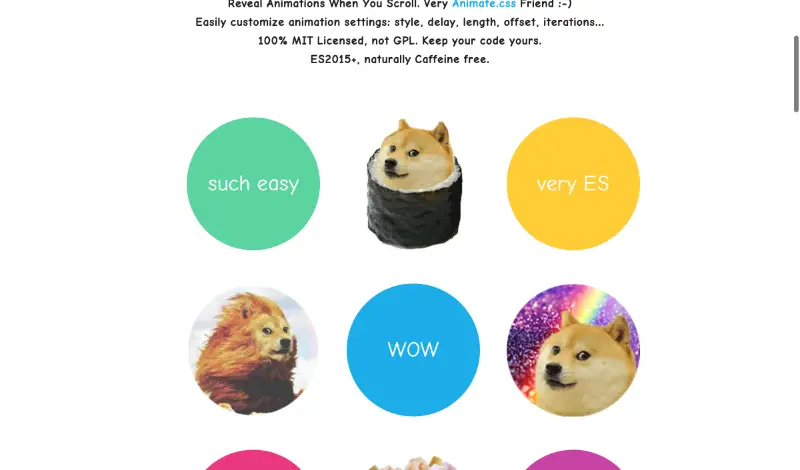 Reveal Animations When You Scroll. Very Animate.css Friend :-)
Easily customize animation settings: style, delay, length, offset, iterations...
100% MIT Licensed, not GPL. Keep your code yours.
ES2015+, naturally Caffeine free.
such easy
very ES
WOW